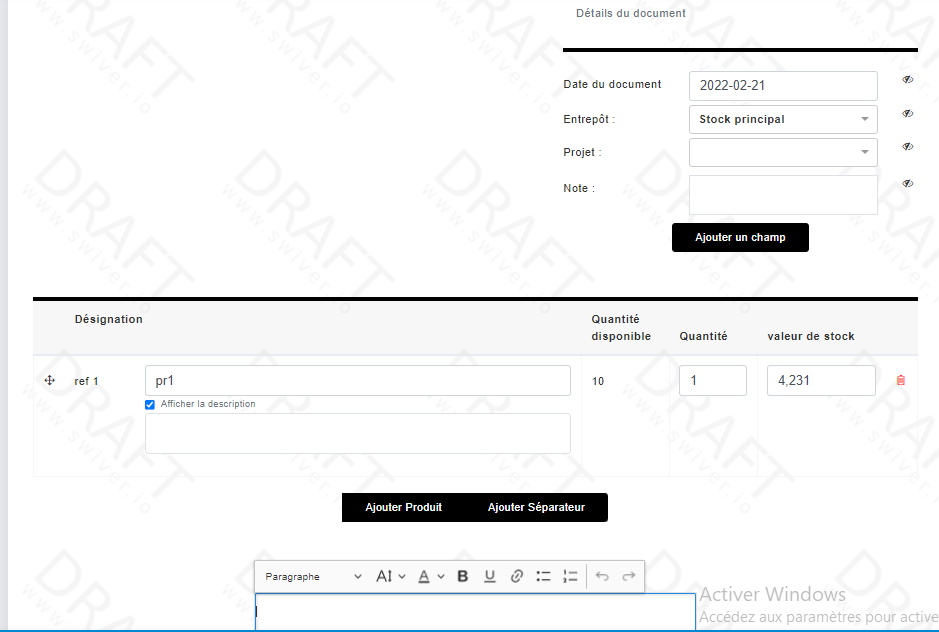 Détails du document
Date du document 2022-02-21
Entrepôt : Stock principal
Projet :
Note :
Ajouter un champ
Désignation Quantité disponible Quantité valeur de stock
ref 1 pr1 10 1 4,231
Afficher la description
Ajouter Produit Ajouter Séparateur
Paragraphe
Activer Windows
Accédez aux paramètres pour active
DRAFT
www.swiver.io